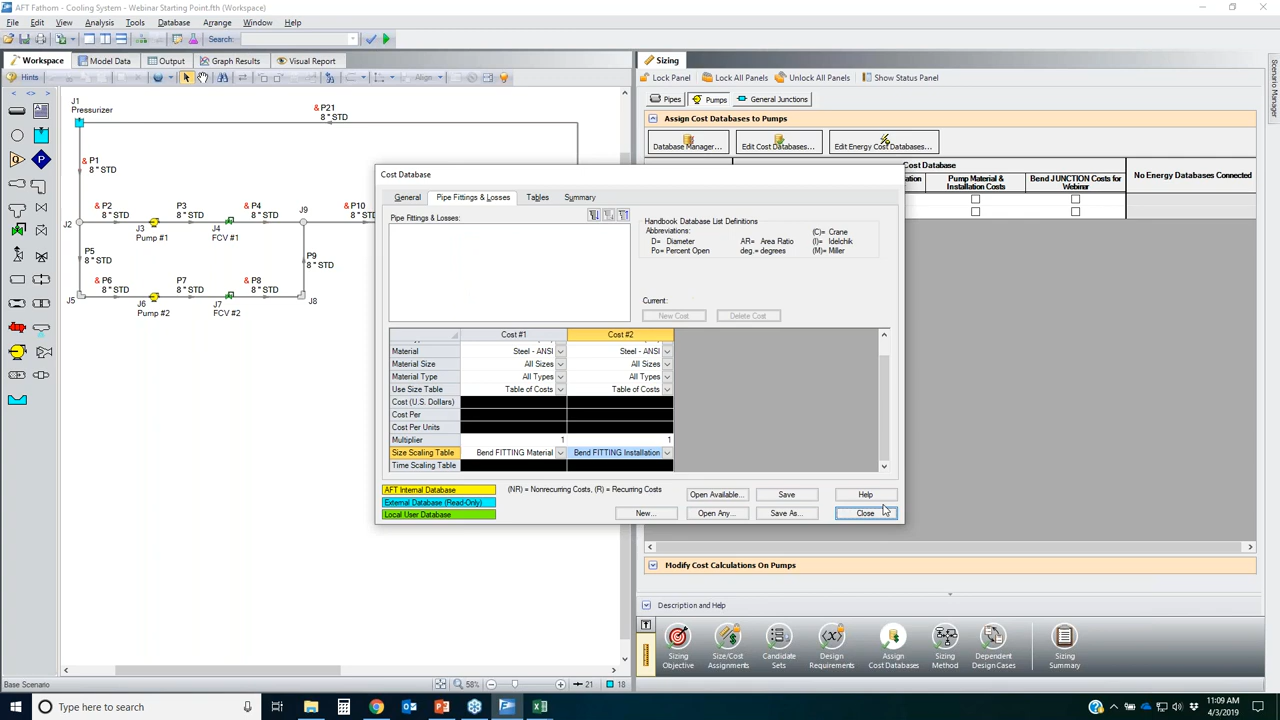 AFT Fathom - Cooling System - Webinar Starting Point.fth (Workspace)
File Edit View Analysis Tools Database Arrange Window Help
Search:
Workspace Model Data Output Graph Results Visual Report
Hints Align
J1
Pressurizer
& P21
8" STD
& P1
8" STD
& P2
8" STD
P3
8" STD
& P4
8" STD
J9
& P10
8" STD
J2
J3
Pump #1
J4
FCV #1
P5
8" STD
P9
8" STD
& P6
8" STD
P7
8" STD
& P8
8" STD
J5
J6
Pump #2
J7
FCV #2
J8
Base Scenario
58%
21
18
Sizing
Lock Panel Lock All Panels Unlock All Panels Show Status Panel
Pipes Pumps General Junctions
Assign Cost Databases to Pumps
Database Manager... Edit Cost Databases... Edit Energy Cost Databases...
Cost Database
Pump Material & Installation Costs
Bend JUNCTION Costs for Webinar
No Energy Databases Connected
Modify Cost Calculations On Pumps
Description and Help
Sizing Objective
Size/Cost Assignments
Candidate Sets
Design Requirements
Assign Cost Databases
Sizing Method
Dependent Design Cases
Sizing Summary
Scenario Manager
Cost Database
General Pipe Fittings & Losses Tables Summary
Pipe Fittings & Losses:
Handbook Database List Definitions
Abbreviations:
D= Diameter
Po= Percent Open
AR= Area Ratio
deg.= degrees
(C)= Crane
(I)= Idelchik
(M)= Miller
Current:
New Cost Delete Cost
Cost #1 Cost #2
Material Steel - ANSI Steel - ANSI
Material Size All Sizes All Sizes
Material Type All Types All Types
Use Size Table Table of Costs Table of Costs
Cost (U.S. Dollars)
Cost Per
Cost Per Units
Multiplier 1 1
Size Scaling Table Bend FITTING Material Bend FITTING Installation
Time Scaling Table
AFT Internal Database
External Database (Read-Only)
Local User Database
(NR) = Nonrecurring Costs, (R) = Recurring Costs
Open Available... Save Help
New... Open Any... Save As... Close
Type here to search
11:09 AM
4/3/2019